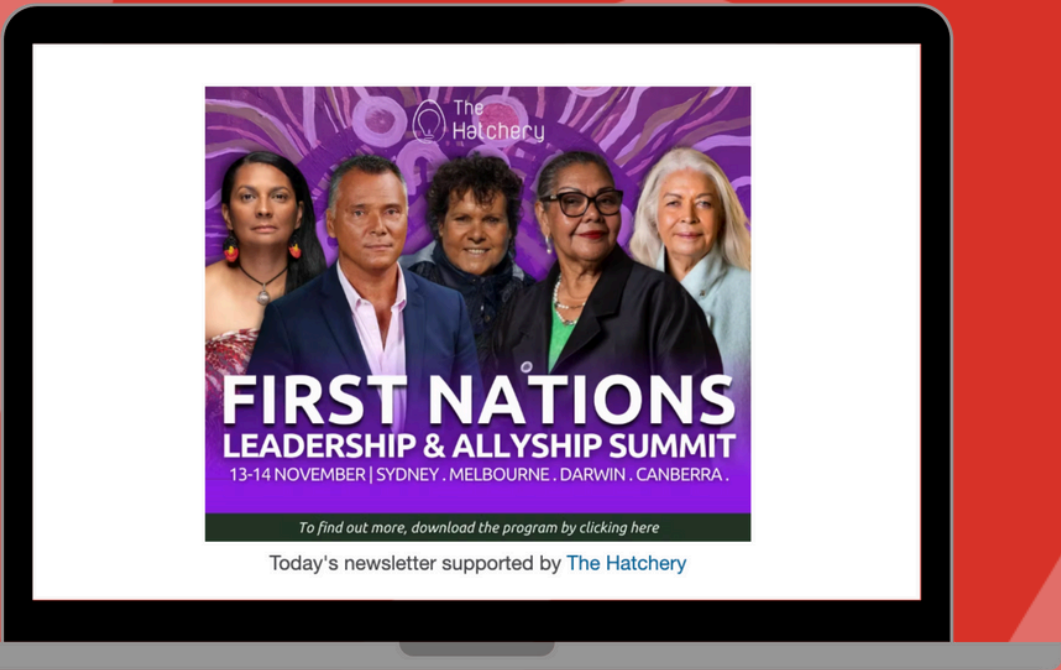 The
Hatchery
FIRST NATIONS
LEADERSHIP & ALLYSHIP SUMMIT
13-14 NOVEMBER | SYDNEY . MELBOURNE . DARWIN . CANBERRA .
To find out more, download the program by clicking here
Today's newsletter supported by The Hatchery